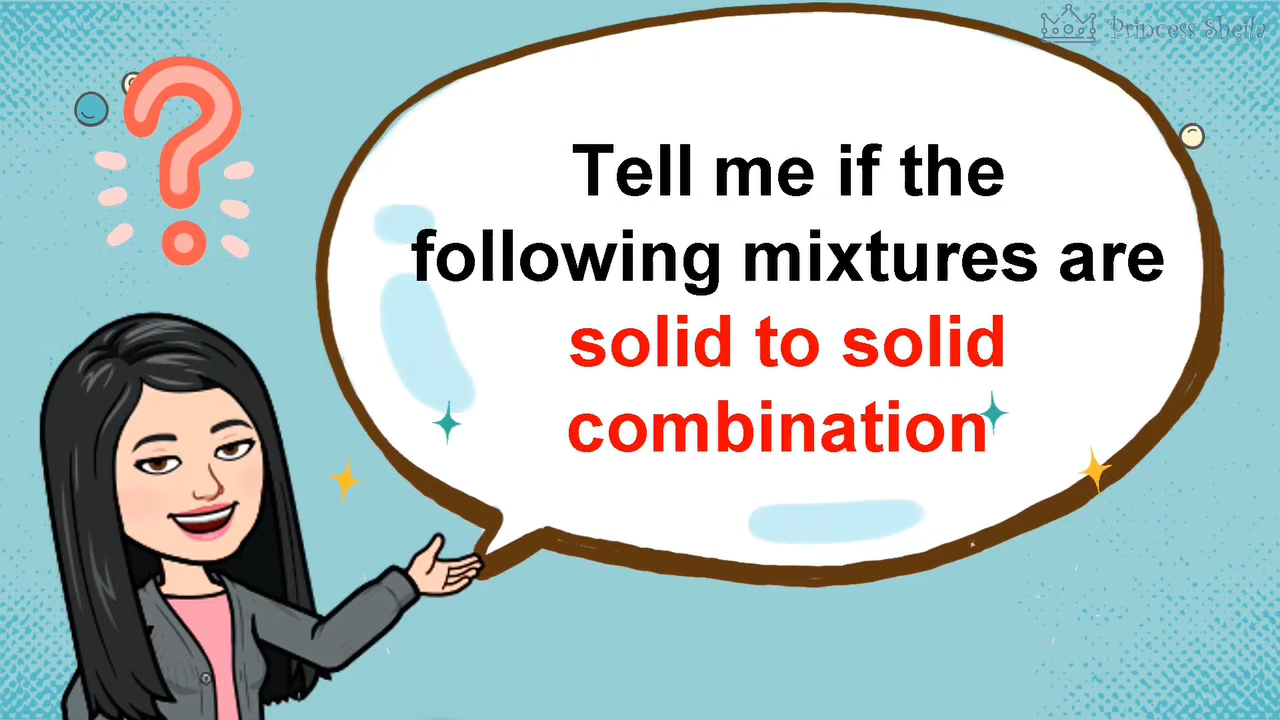 Princess Sheila
Tell me if the
following mixtures are
solid to solid
combination